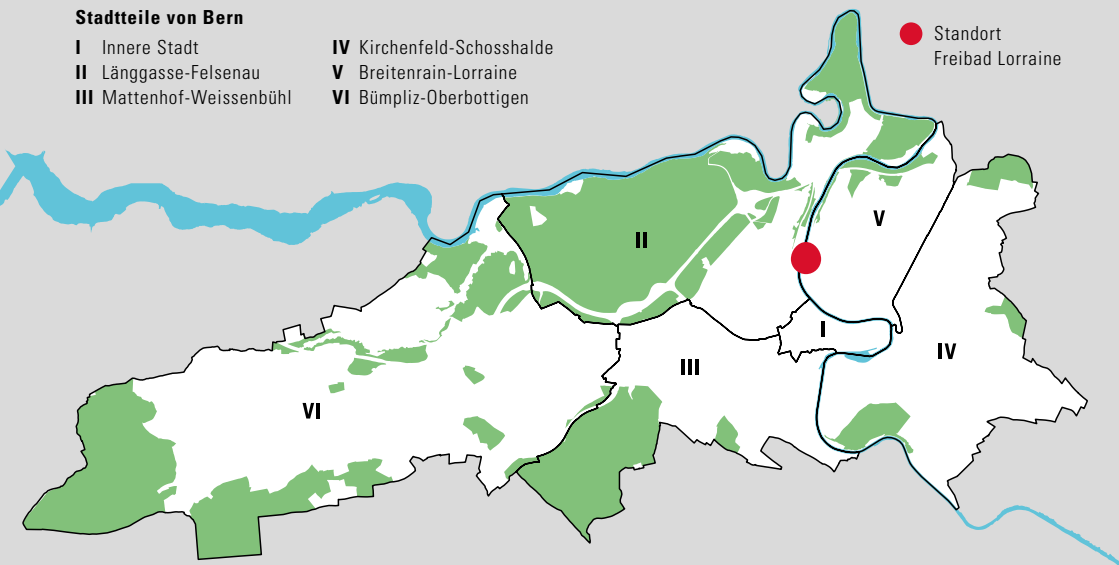 Stadtteile von Bern
I Innere Stadt
II Länggasse-Felsenau
III Mattenhof-Weissenbühl
IV Kirchenfeld-Schosshalde
V Breitenrain-Lorraine
VI Bümpliz-Oberbottigen
Standort
Freibad Lorraine
V
II
I
IV
III
VI